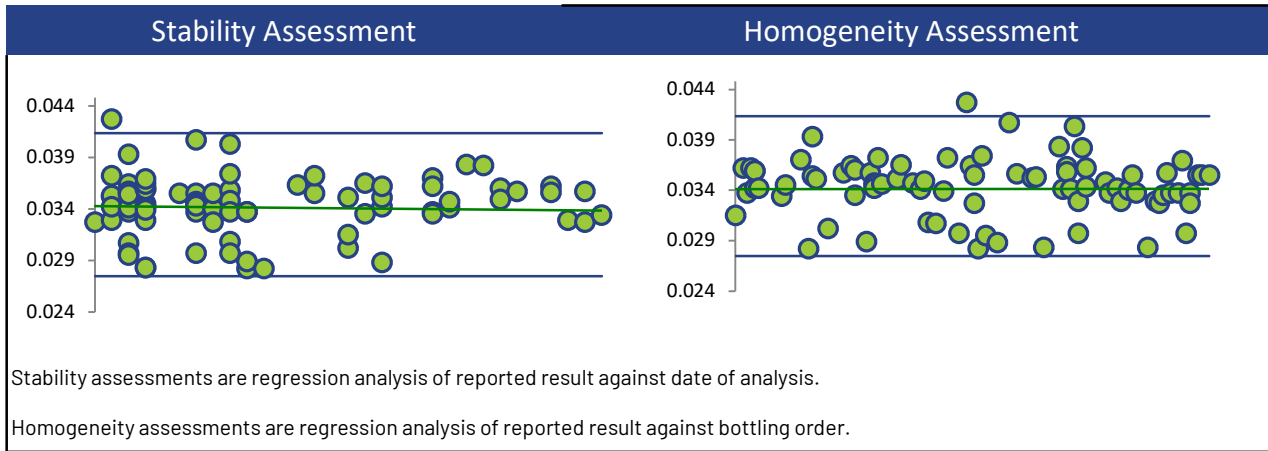 Stability Assessment
Homogeneity Assessment
0.044
0.039
0.034
0.029
0.024
0.044
0.039
0.034
0.029
0.024
Stability assessments are regression analysis of reported result against date of analysis.
Homogeneity assessments are regression analysis of reported result against bottling order.